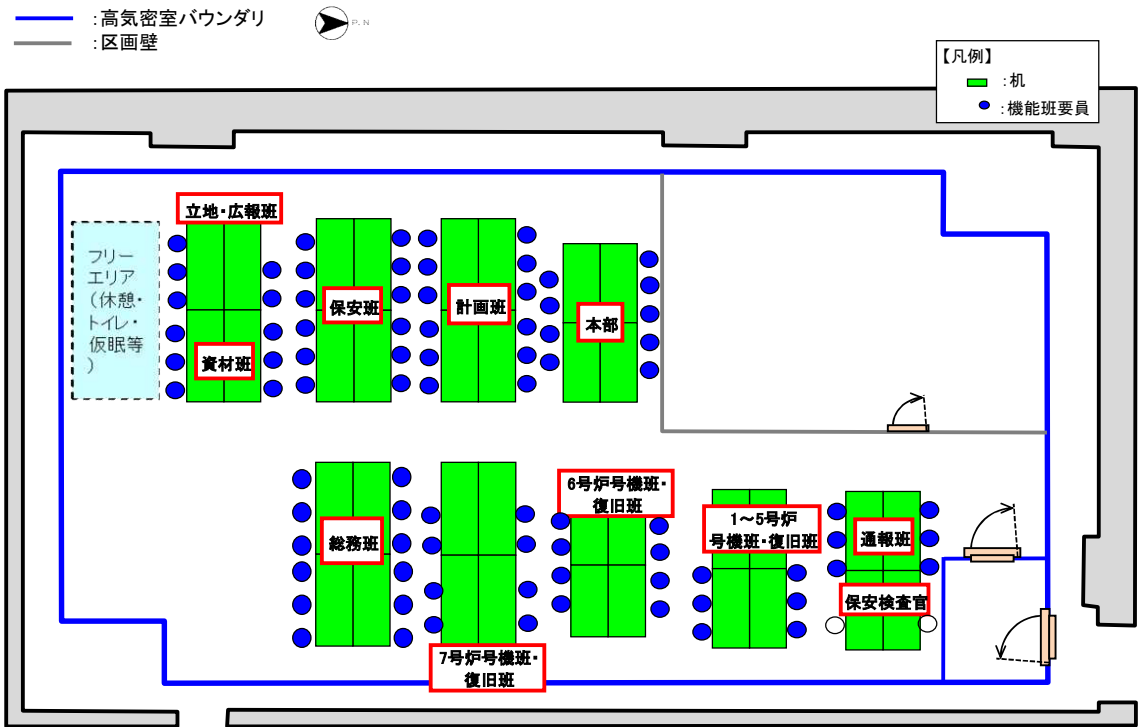 :高気密室バウンダリ
:区画壁
P.N
【凡例】
:机
:機能班要員
立地・広報班
フリー
エリア
(休憩・
トイレ・
仮眠等
)
資材班
保安班
計画班
本部
総務班
7号炉号機班・
復旧班
6号炉号機班・
復旧班
1～5号炉
号機班・復旧班
通報班
保安検査官